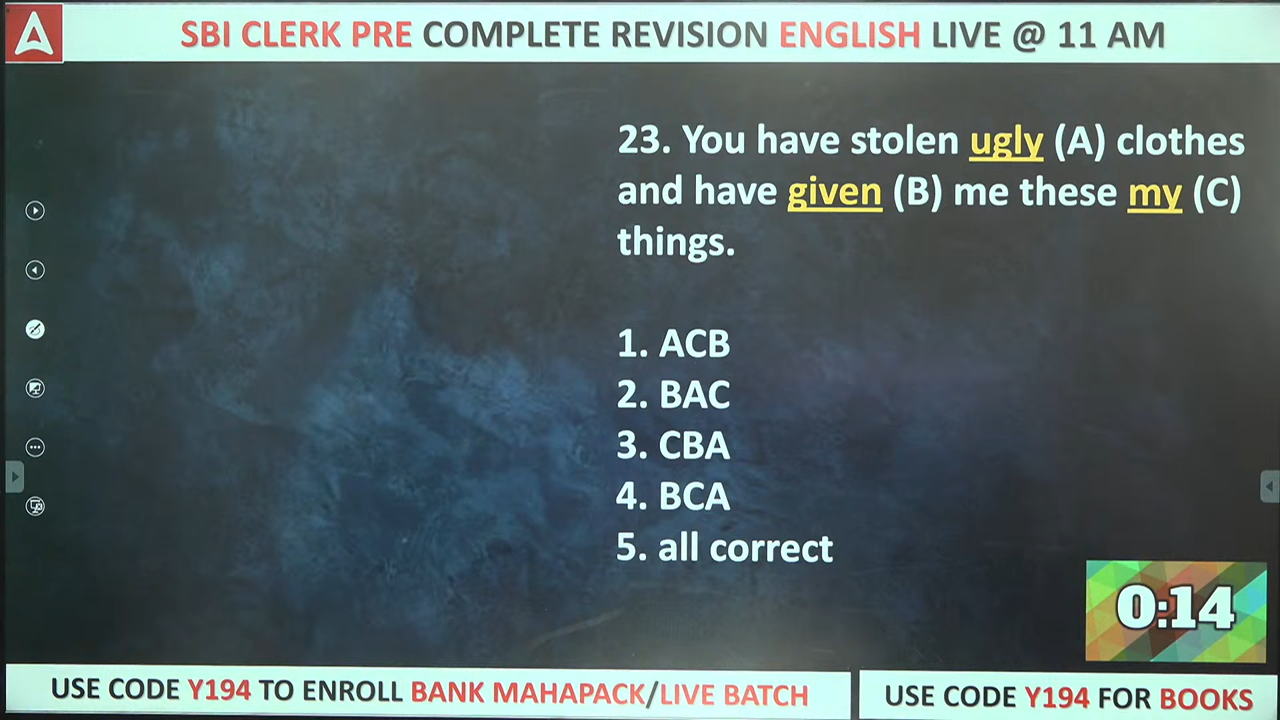 SBI CLERK PRE COMPLETE REVISION ENGLISH LIVE @ 11 AM
23. You have stolen ugly (A) clothes
and have given (B) me these my (C)
things.
1. ACB
2. BAC
3. CBA
4. BCA
5. all correct
0:14
USE CODE Y194 TO ENROLL BANK MAHAPACK/LIVE BATCH
USE CODE Y194 FOR BOOKS